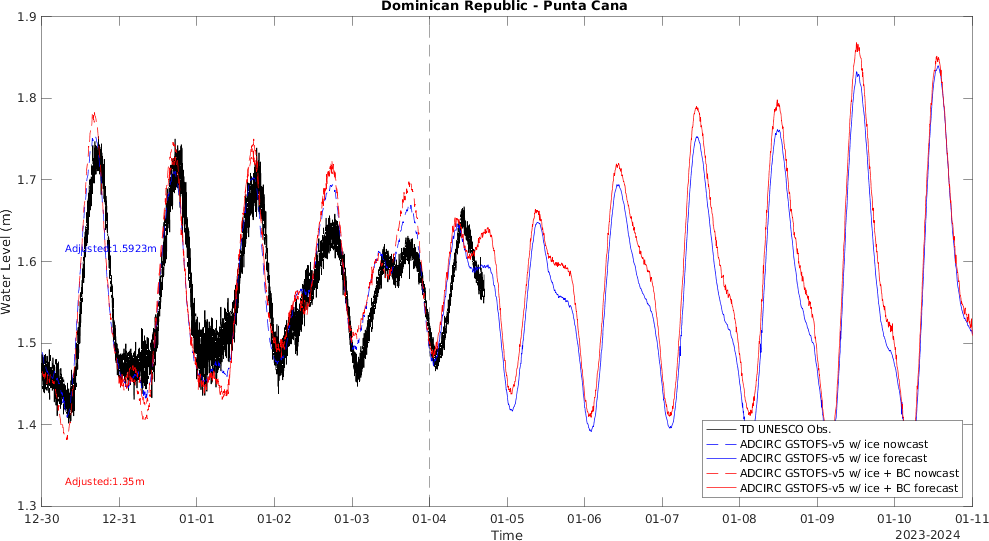 Dominican Republic - Punta Cana
1.9
1.8
1.7
1.6
1.5
1.4
1.3
Water Level (m)
Adjusted:1.5923m
Adjusted:1.35m
TD UNESCO Obs.
ADCIRC GSTOFS-v5 w/ ice nowcast
ADCIRC GSTOFS-v5 w/ ice forecast
ADCIRC GSTOFS-v5 w/ ice + BC nowcast
ADCIRC GSTOFS-v5 w/ ice + BC forecast
12-30 12-31 01-01 01-02 01-03 01-04 01-05 01-06 01-07 01-08 01-09 01-10 01-11
Time
2023-2024